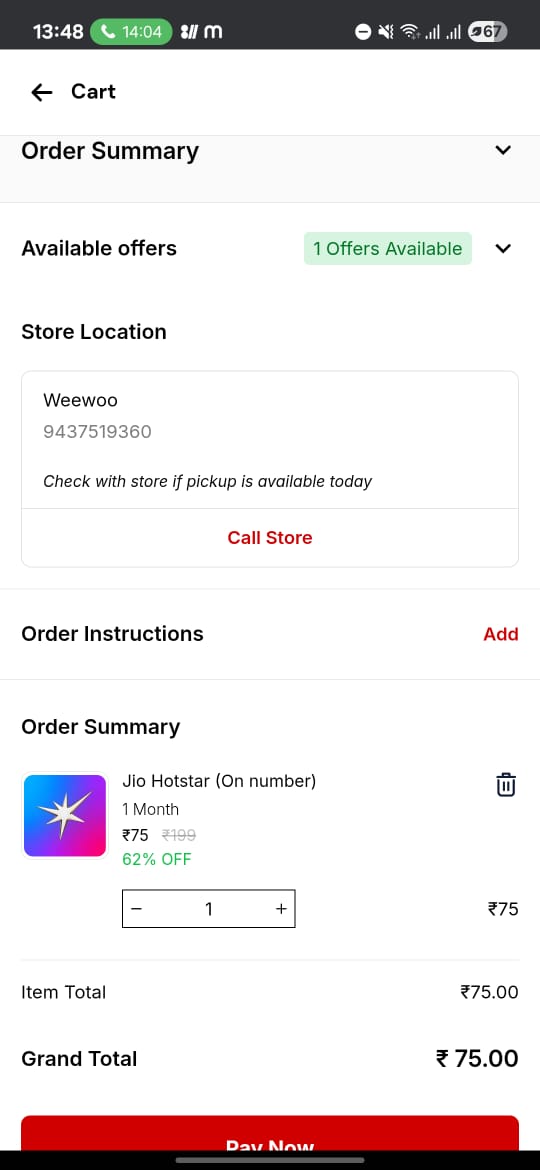 13:48 14:04 67
Cart
Order Summary
Available offers 1 Offers Available
Store Location
Weewoo
9437519360
Check with store if pickup is available today
Call Store
Order Instructions Add
Order Summary
Jio Hotstar (On number)
1 Month
₹75 ₹199
62% OFF
− 1 + ₹75
Item Total ₹75.00
Grand Total ₹ 75.00
Pay Now